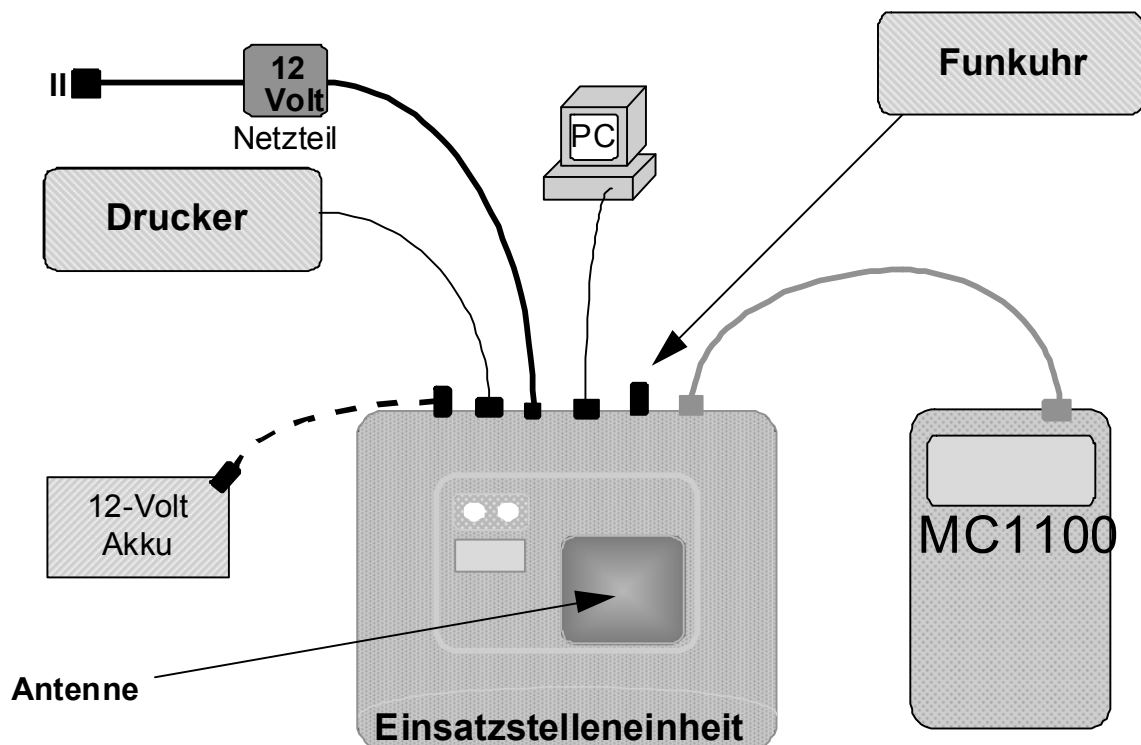 12
Volt
Netzteil
Funkuhr
PC
Drucker
12-Volt
Akku
MC1100
Antenne
Einsatzstelleneinheit